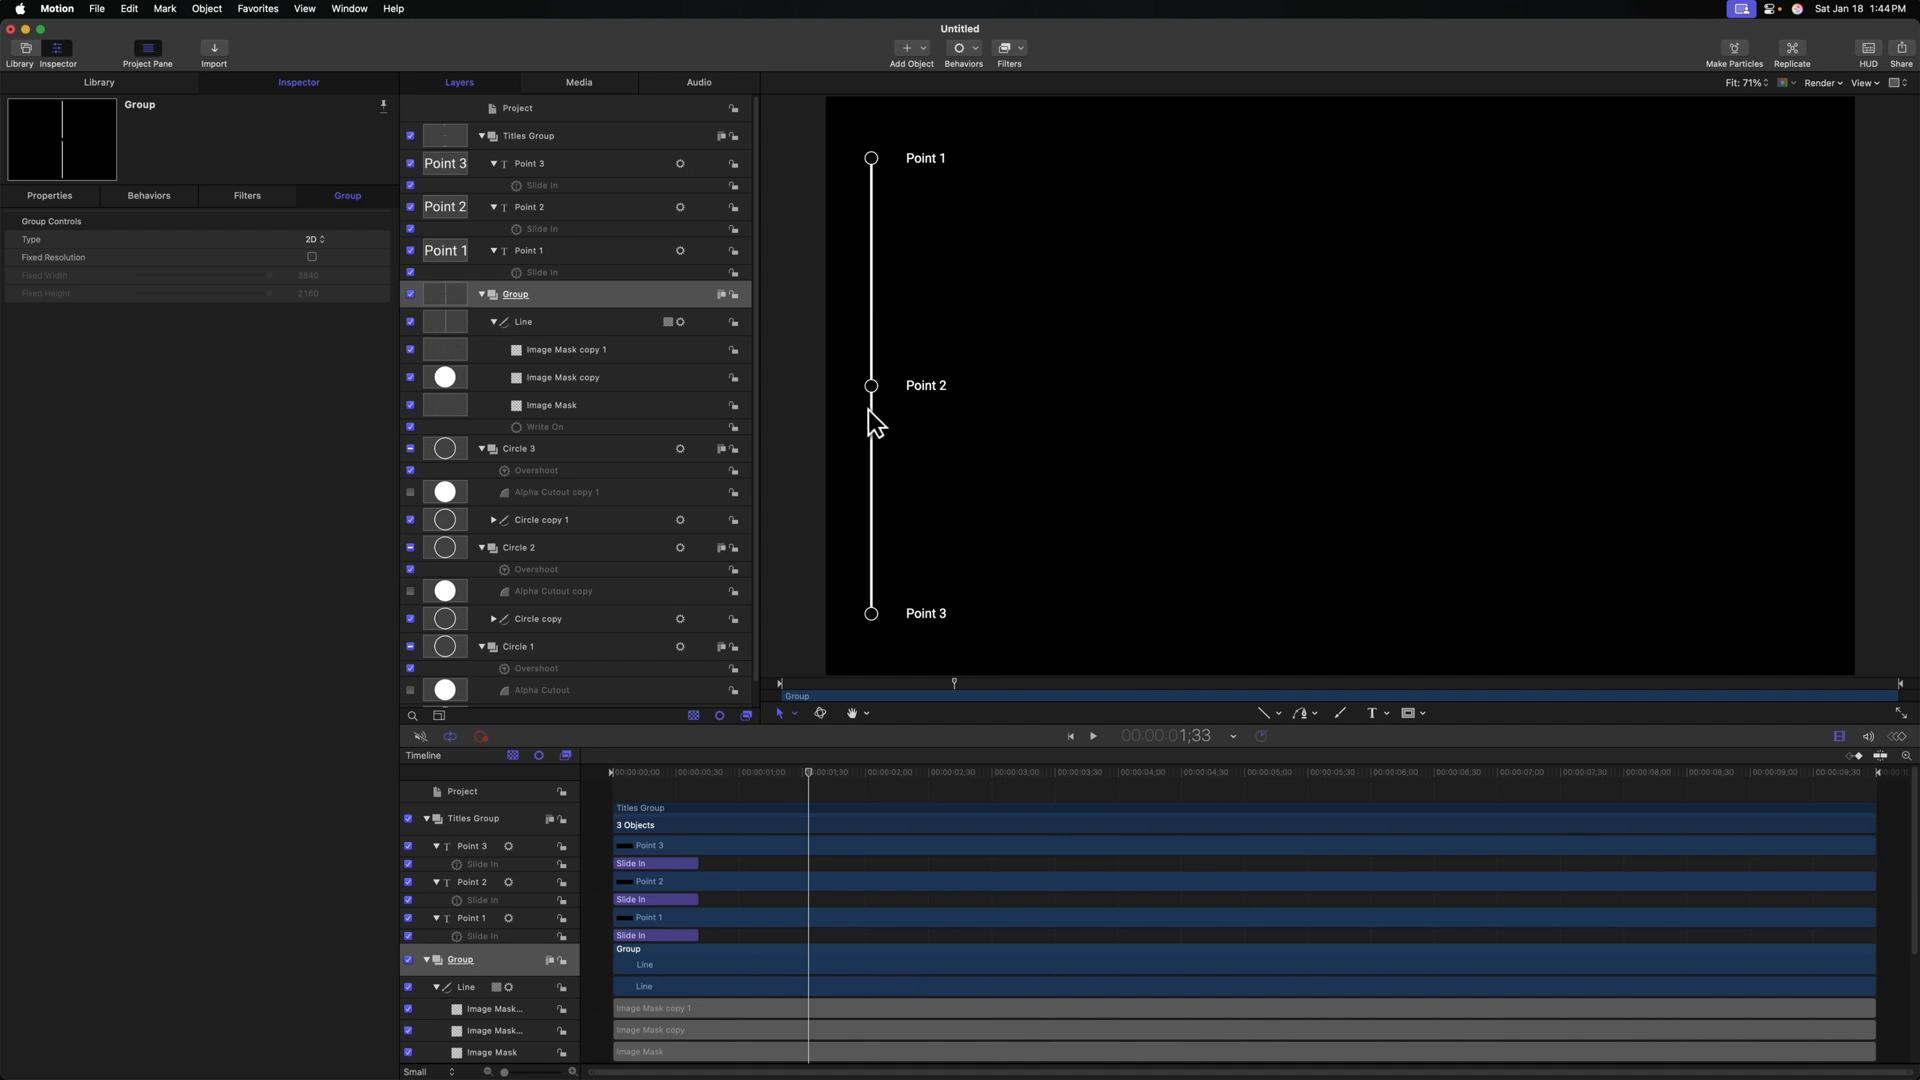 Motion File Edit Mark Object Favorites View Window Help
Sat Jan 18 1:44 PM
Untitled
Library Inspector Project Pane Import
Add Object Behaviors Filters
Make Particles Replicate HUD Share
Library Inspector
Layers Media Audio
Fit: 71% Render View
Group
Properties Behaviors Filters Group
Group Controls
Type 2D
Fixed Resolution
Fixed Width 3840
Fixed Height 2160
Project
Titles Group
Point 3 Point 3
Slide In
Point 2 Point 2
Slide In
Point 1 Point 1
Slide In
Group
Line
Image Mask copy 1
Image Mask copy
Image Mask
Write On
Circle 3
Overshoot
Alpha Cutout copy 1
Circle copy 1
Circle 2
Overshoot
Alpha Cutout copy
Circle copy
Circle 1
Overshoot
Alpha Cutout
Point 1
Point 2
Point 3
Group
T
00:00:01;33
Timeline
00:00:00;00 00:00:00;30 00:00:01;00 00:00:01;30 00:00:02;00 00:00:02;30 00:00:03;00 00:00:03;30 00:00:04;00 00:00:04;30 00:00:05;00 00:00:05;30 00:00:06;00 00:00:06;30 00:00:07;00 00:00:07;30 00:00:08;00 00:00:08;30 00:00:09;00 00:00:09;30
Project
Titles Group
Titles Group
3 Objects
Point 3 Point 3
Slide In Slide In
Point 2 Point 2
Slide In Slide In
Point 1 Point 1
Slide In Slide In
Group Group
Line
Line Line
Image Mask... Image Mask copy 1
Image Mask... Image Mask copy
Image Mask Image Mask
Small